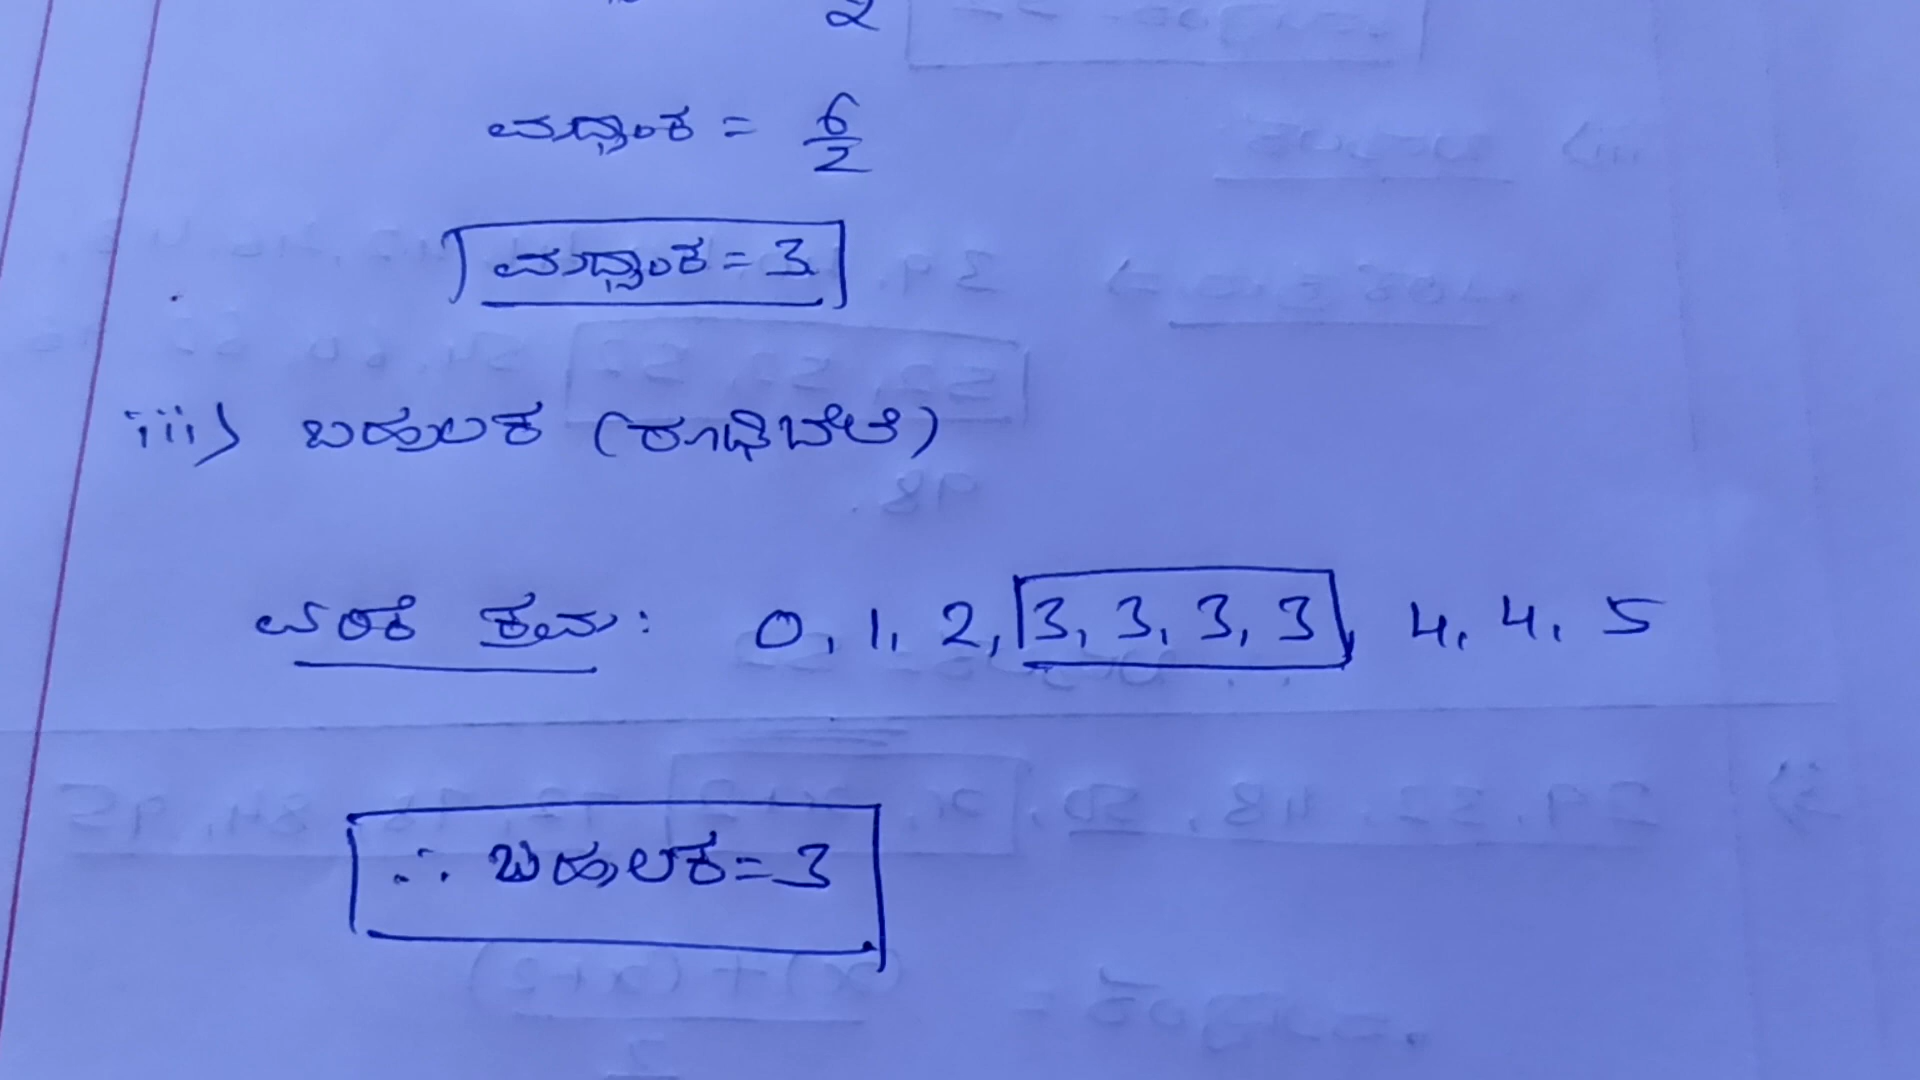 2
ಮಧ್ಯಾಂಕ = 6/2
ಮಧ್ಯಾಂಕ = 3
iii) ಬಹುಲಕ (ರೂಢಿಬೆಲೆ)
ಏರಿಕೆ ಕ್ರಮ: 0, 1, 2, 3, 3, 3, 3, 4, 4, 5
∴ ಬಹುಲಕ = 3